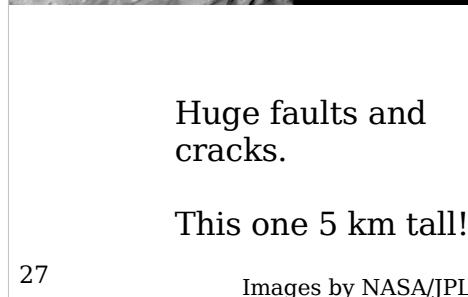 Huge faults and
cracks.
This one 5 km tall!
27
Images by NASA/JPL